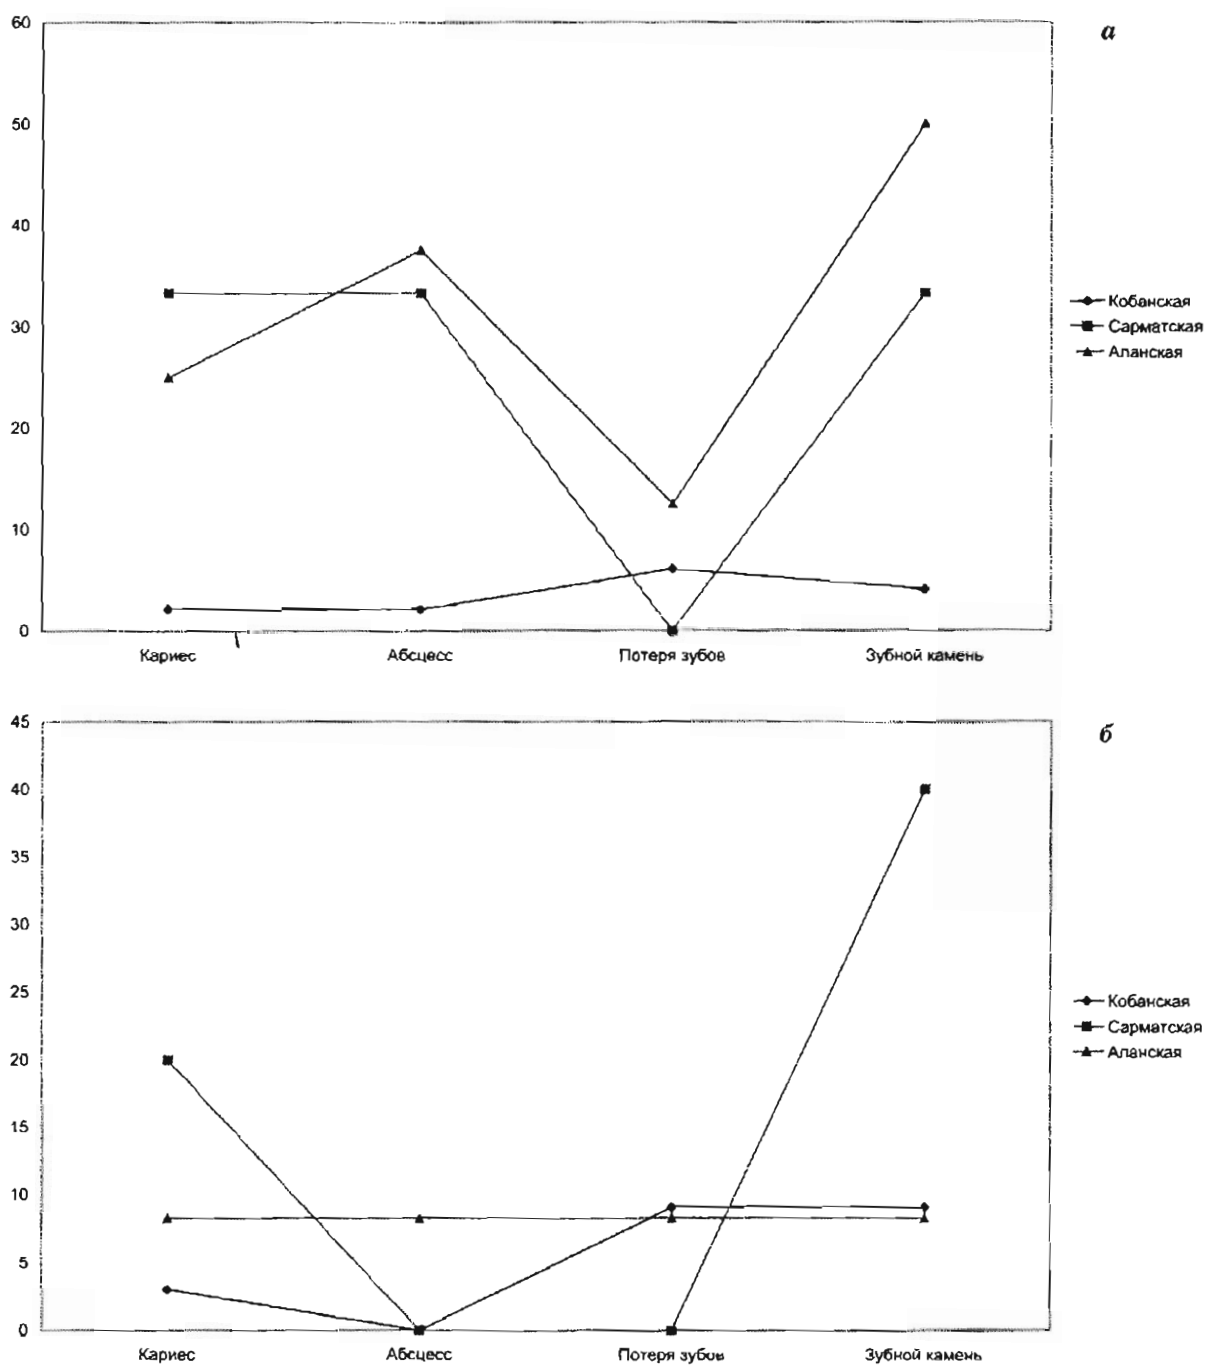 а
60
50
40
30
20
10
0
Кариес Абсцесс Потеря зубов Зубной камень
Кобанская
Сарматская
Аланская
б
45
40
35
30
25
20
15
10
5
0
Кариес Абсцесс Потеря зубов Зубной камень
Кобанская
Сарматская
Аланская